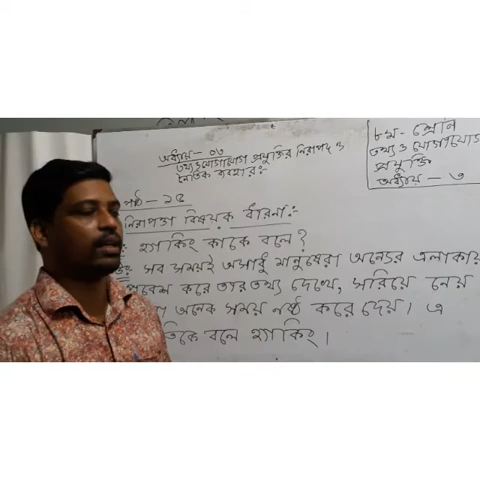 ৮ম - শ্রেণি
তথ্য ও যোগাযোগ
প্রযুক্তি
অধ্যায় - ৩
অধ্যায় - ০৩
তথ্য ও যোগাযোগ প্রযুক্তির নিরাপদ ও
নৈতিক ব্যবহার:-
পাঠ - ১৫
নিরাপত্তা বিষয়ক ধারণা:-
হ্যাকিং কাকে বলে?
সব সময়ই অসাধু মানুষেরা অন্যের এলাকায়
প্রবেশ করে তার তথ্য দেখে, সরিয়ে নেয়
অনেক সময় নষ্ট করে দেয়। এ
বলে হ্যাকিং।